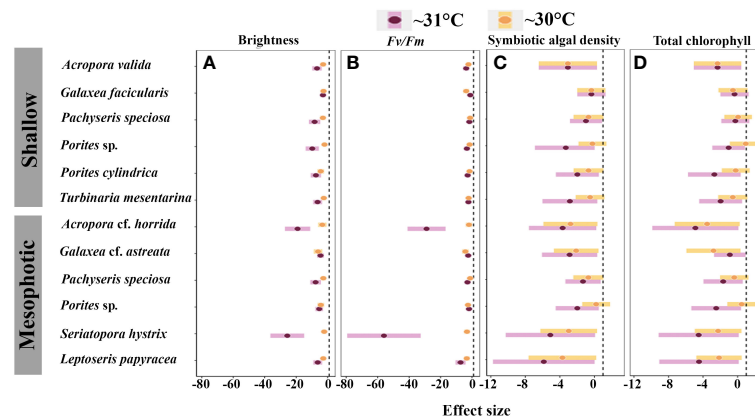 ~31°C ~30°C
Brightness Fv/Fm Symbiotic algal density Total chlorophyll
A B C D
Shallow
Acropora valida
Galaxea facicularis
Pachyseris speciosa
Porites sp.
Porites cylindrica
Turbinaria mesentarina
Mesophotic
Acropora cf. horrida
Galaxea cf. astreata
Pachyseris speciosa
Porites sp.
Seriatopora hystrix
Leptoseris papyracea
-80 -60 -40 -20 0 -80 -60 -40 -20 0 -12 -8 -4 0 -12 -8 -4 0
Effect size